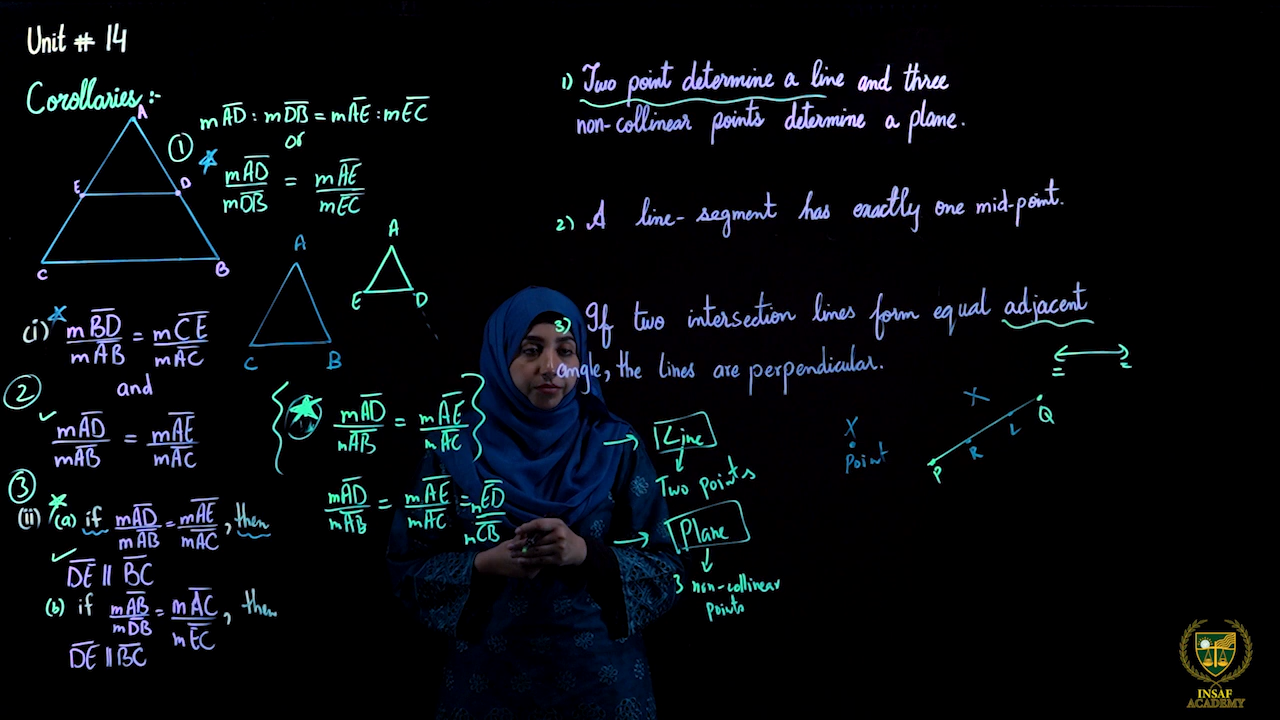 Unit # 14
Corollaries :-
A
E
D
C
B
①
mAD : mDB = mAE : mEC
or
mAD/mDB = mAE/mEC
A
C
B
A
E
D
(i) mBD/mAB = mCE/mAC
and
②
mAD/mAB = mAE/mAC
③
(ii) (a) if mAD/mAB = mAE/mAC, then
DE || BC
(b) if mAB/mDB = mAC/mEC, then
DE || BC
mAD/mAB = mAE/mAC
mAD/mAB = mAE/mAC = mED/mCB
1) Two point determine a line and three
non-collinear points determine a plane.
2) A line-segment has exactly one mid-point.
3) If two intersection lines form equal adjacent
angle, the lines are perpendicular.
→ Line
Two points
→ Plane
3 non-collinear
points
X
Point
X
P
R
L
Q
INSAF
ACADEMY